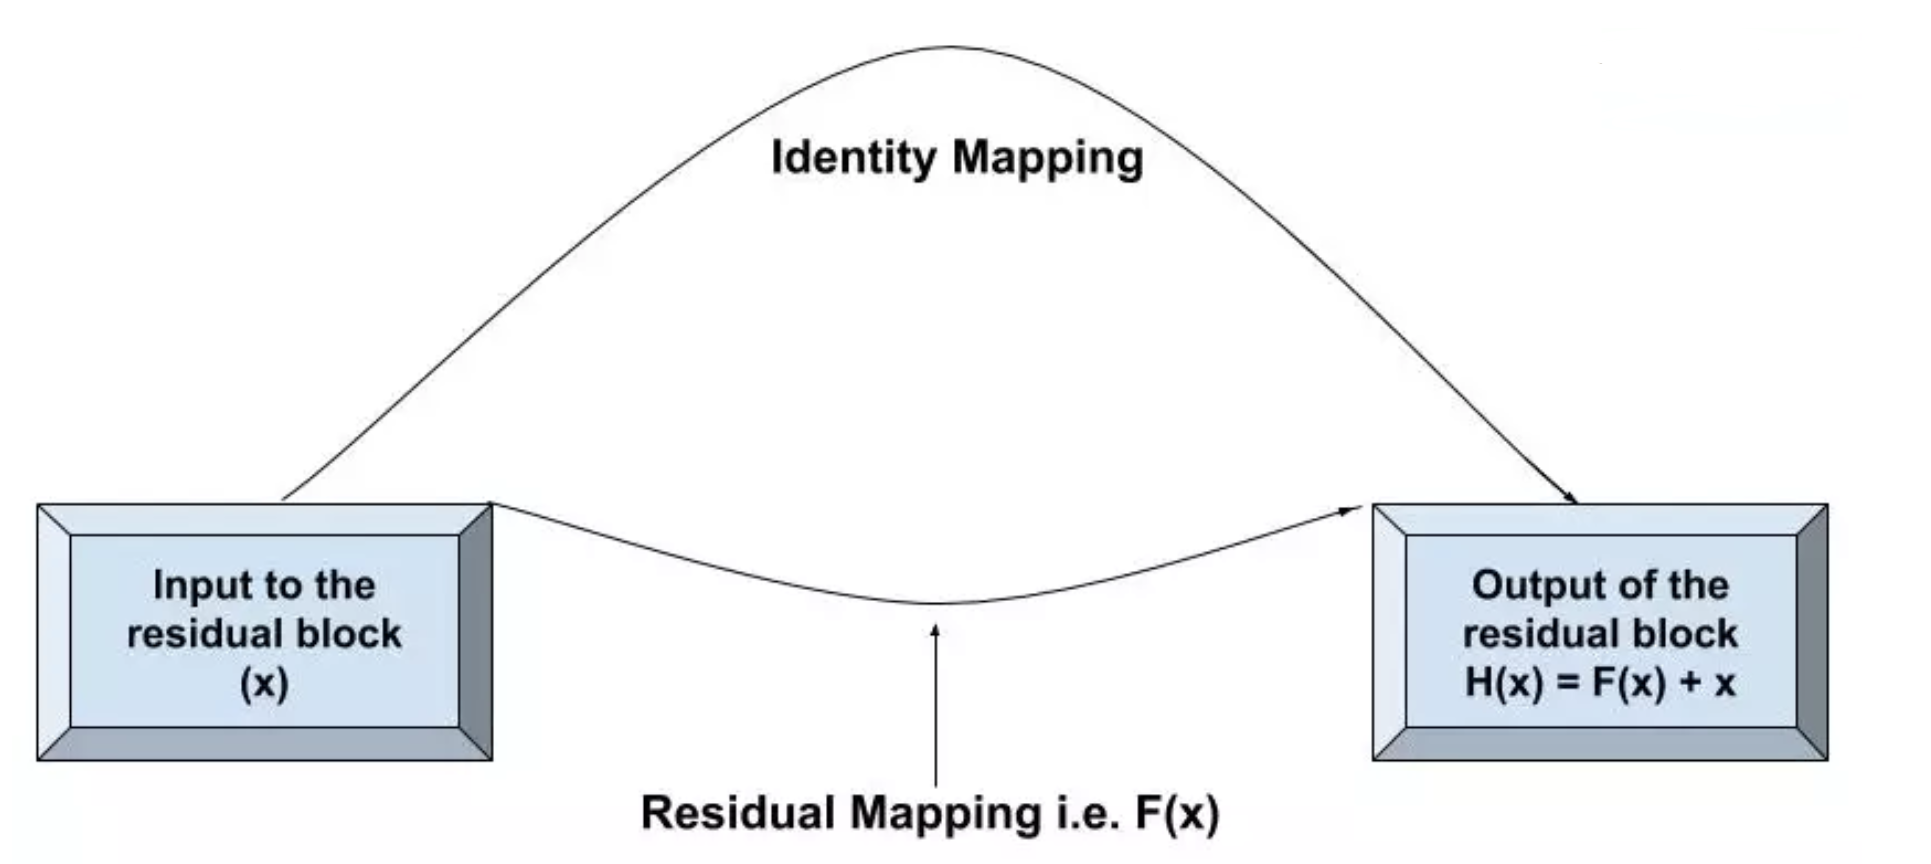 Identity Mapping
Input to the
residual block
(x)
Output of the
residual block
H(x) = F(x) + x
Residual Mapping i.e. F(x)